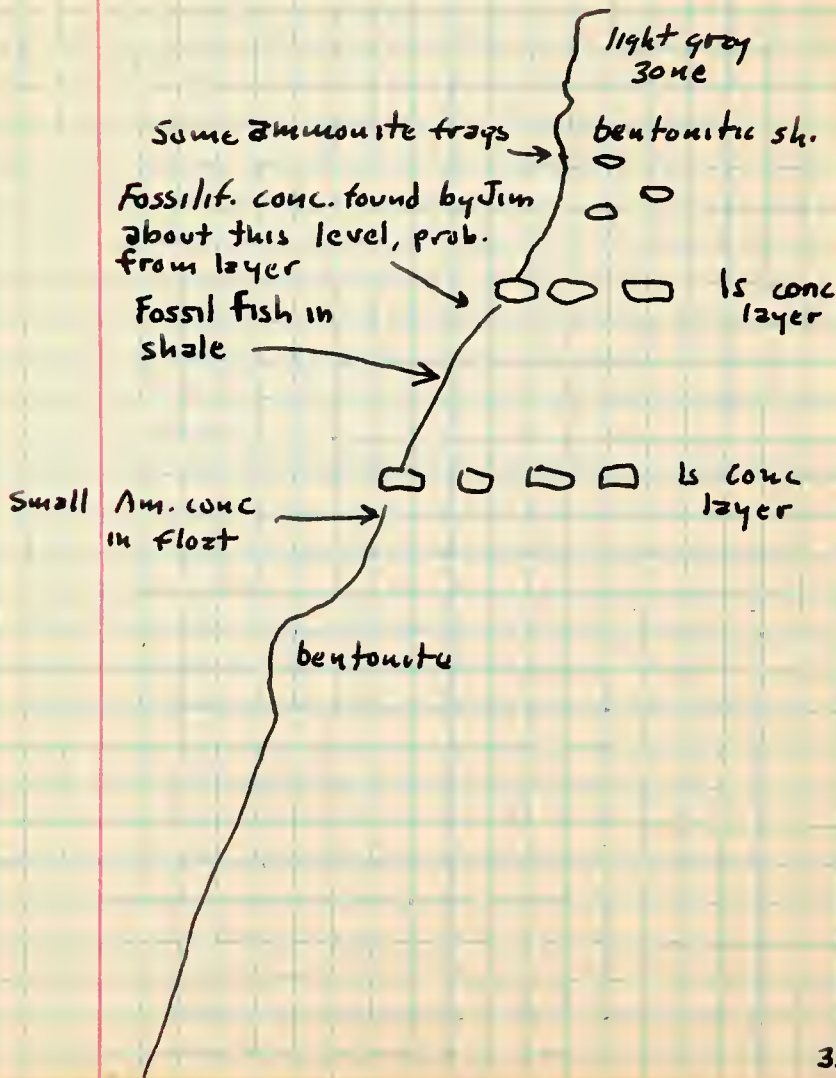 light gray
zone
Some ammonite frags
bentonitic sh.
Fossilif. conc. found by Jim
about this level, prob.
from layer
ls conc
layer
Fossil fish in
shale
ls conc
layer
Small Am. conc
in float
bentonite